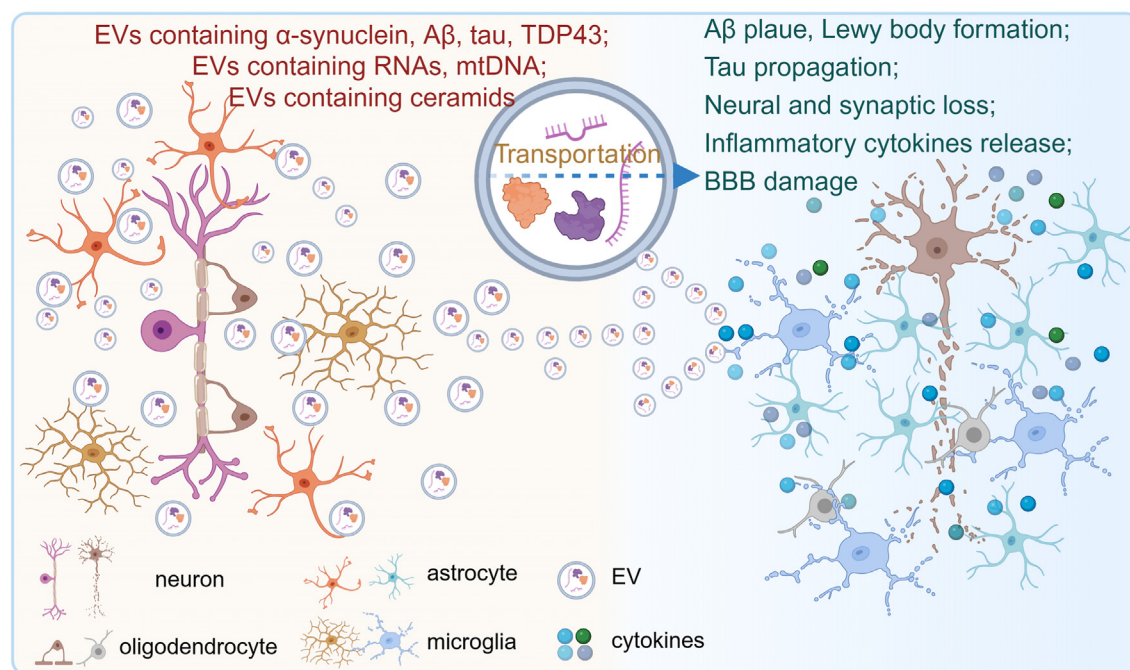 EVs containing α-synuclein, Aβ, tau, TDP43;
EVs containing RNAs, mtDNA;
EVs containing ceramids
Transportation
Aβ plaue, Lewy body formation;
Tau propagation;
Neural and synaptic loss;
Inflammatory cytokines release;
BBB damage
neuron
astrocyte
EV
oligodendrocyte
microglia
cytokines